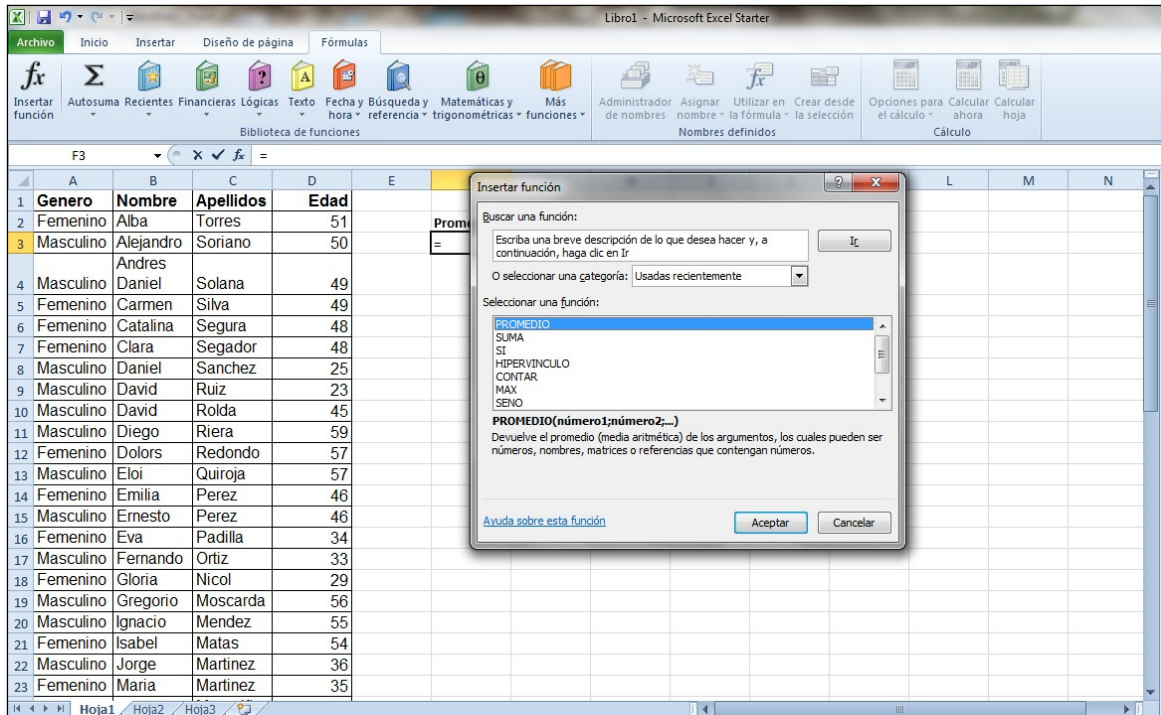 Libro1 - Microsoft Excel Starter
Archivo Inicio Insertar Diseño de página Fórmulas
fx Σ ? A θ fx
Insertar función
Autosuma
Recientes
Financieras
Lógicas
Texto
Fecha y hora
Búsqueda y referencia
Matemáticas y trigonométricas
Más funciones
Administrador de nombres
Asignar nombre
Utilizar en la fórmula
Crear desde la selección
Opciones para el cálculo
Calcular ahora
Calcular hoja
Biblioteca de funciones Nombres definidos Cálculo
F3 fx =
A B C D E L M N
1 Genero Nombre Apellidos Edad
2 Femenino Alba Torres 51
3 Masculino Alejandro Soriano 50 =
4 Masculino Andres Daniel Solana 49
5 Femenino Carmen Silva 49
6 Femenino Catalina Segura 48
7 Femenino Clara Segador 48
8 Masculino Daniel Sanchez 25
9 Masculino David Ruiz 23
10 Masculino David Rolda 45
11 Masculino Diego Riera 59
12 Femenino Dolors Redondo 57
13 Masculino Eloi Quiroja 57
14 Femenino Emilia Perez 46
15 Masculino Ernesto Perez 46
16 Femenino Eva Padilla 34
17 Masculino Fernando Ortiz 33
18 Femenino Gloria Nicol 29
19 Masculino Gregorio Moscarda 56
20 Masculino Ignacio Mendez 55
21 Femenino Isabel Matas 54
22 Masculino Jorge Martinez 36
23 Femenino Maria Martinez 35
Insertar función
Buscar una función:
Escriba una breve descripción de lo que desea hacer y, a
continuación, haga clic en Ir
Ir
O seleccionar una categoría: Usadas recientemente
Seleccionar una función:
PROMEDIO
SUMA
SI
HIPERVINCULO
CONTAR
MAX
SENO
PROMEDIO(número1;número2;...)
Devuelve el promedio (media aritmética) de los argumentos, los cuales pueden ser
números, nombres, matrices o referencias que contengan números.
Ayuda sobre esta función
Aceptar Cancelar
Hoja1 Hoja2 Hoja3